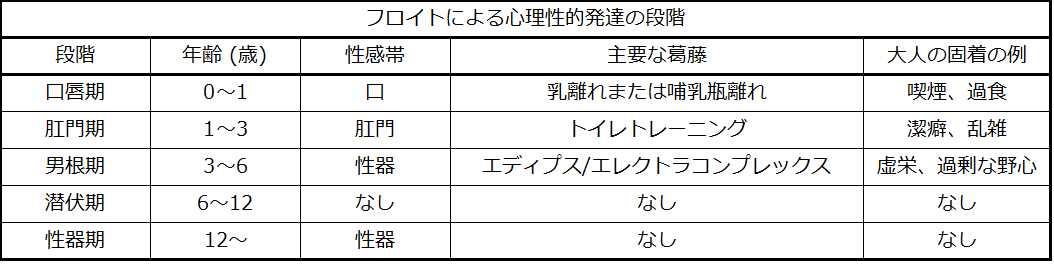 フロイトによる心理性的発達の段階
段階 年齢 (歳) 性感帯 主要な葛藤 大人の固着の例
口唇期 0～1 口 乳離れまたは哺乳瓶離れ 喫煙、過食
肛門期 1～3 肛門 トイレトレーニング 潔癖、乱雑
男根期 3～6 性器 エディプス/エレクトラコンプレックス 虚栄、過剰な野心
潜伏期 6～12 なし なし なし
性器期 12～ 性器 なし なし